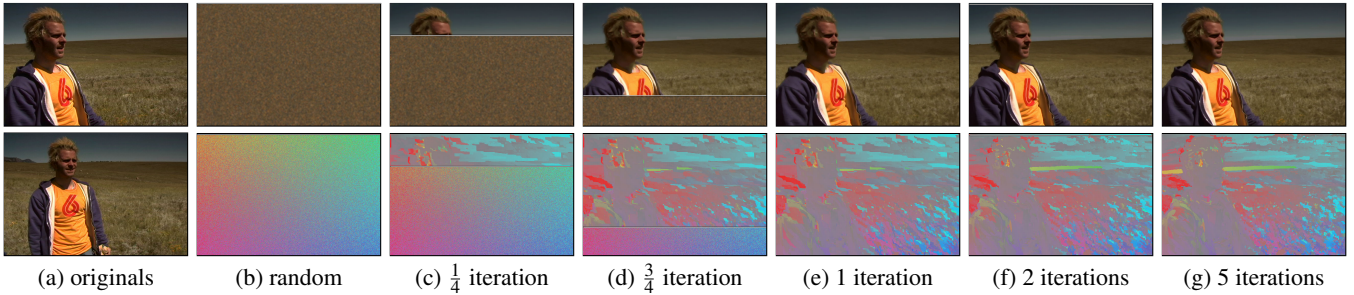 (a) originals
(b) random
(c) 1/4 iteration
(d) 3/4 iteration
(e) 1 iteration
(f) 2 iterations
(g) 5 iterations